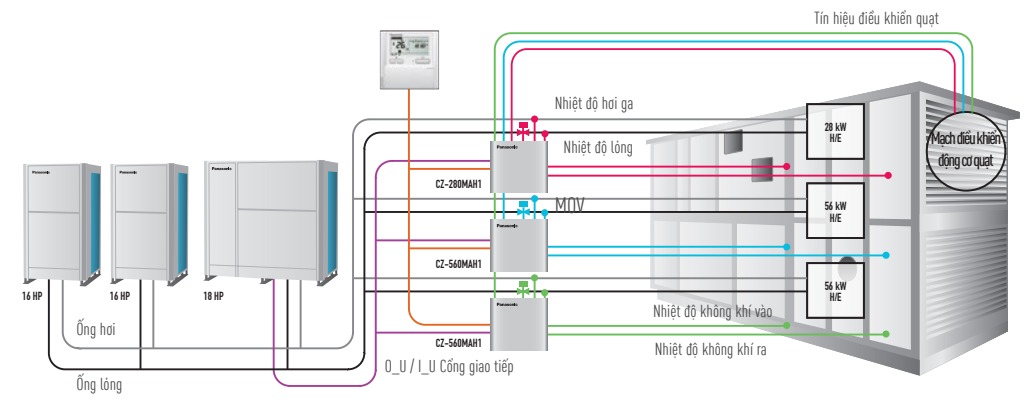 Tín hiệu điều khiển quạt
Nhiệt độ hơi ga
Nhiệt độ lỏng
28 kW
H/E
Mạch điều khiển
động cơ quạt
Panasonic
Panasonic
Panasonic
Panasonic
CZ-280MAH1
MOV
56 kW
H/E
Panasonic
CZ-560MAH1
56 kW
H/E
16 HP
16 HP
18 HP
Panasonic
Nhiệt độ không khí vào
Ống hơi
CZ-560MAH1
Nhiệt độ không khí ra
O_U / I_U Cổng giao tiếp
Ống lỏng